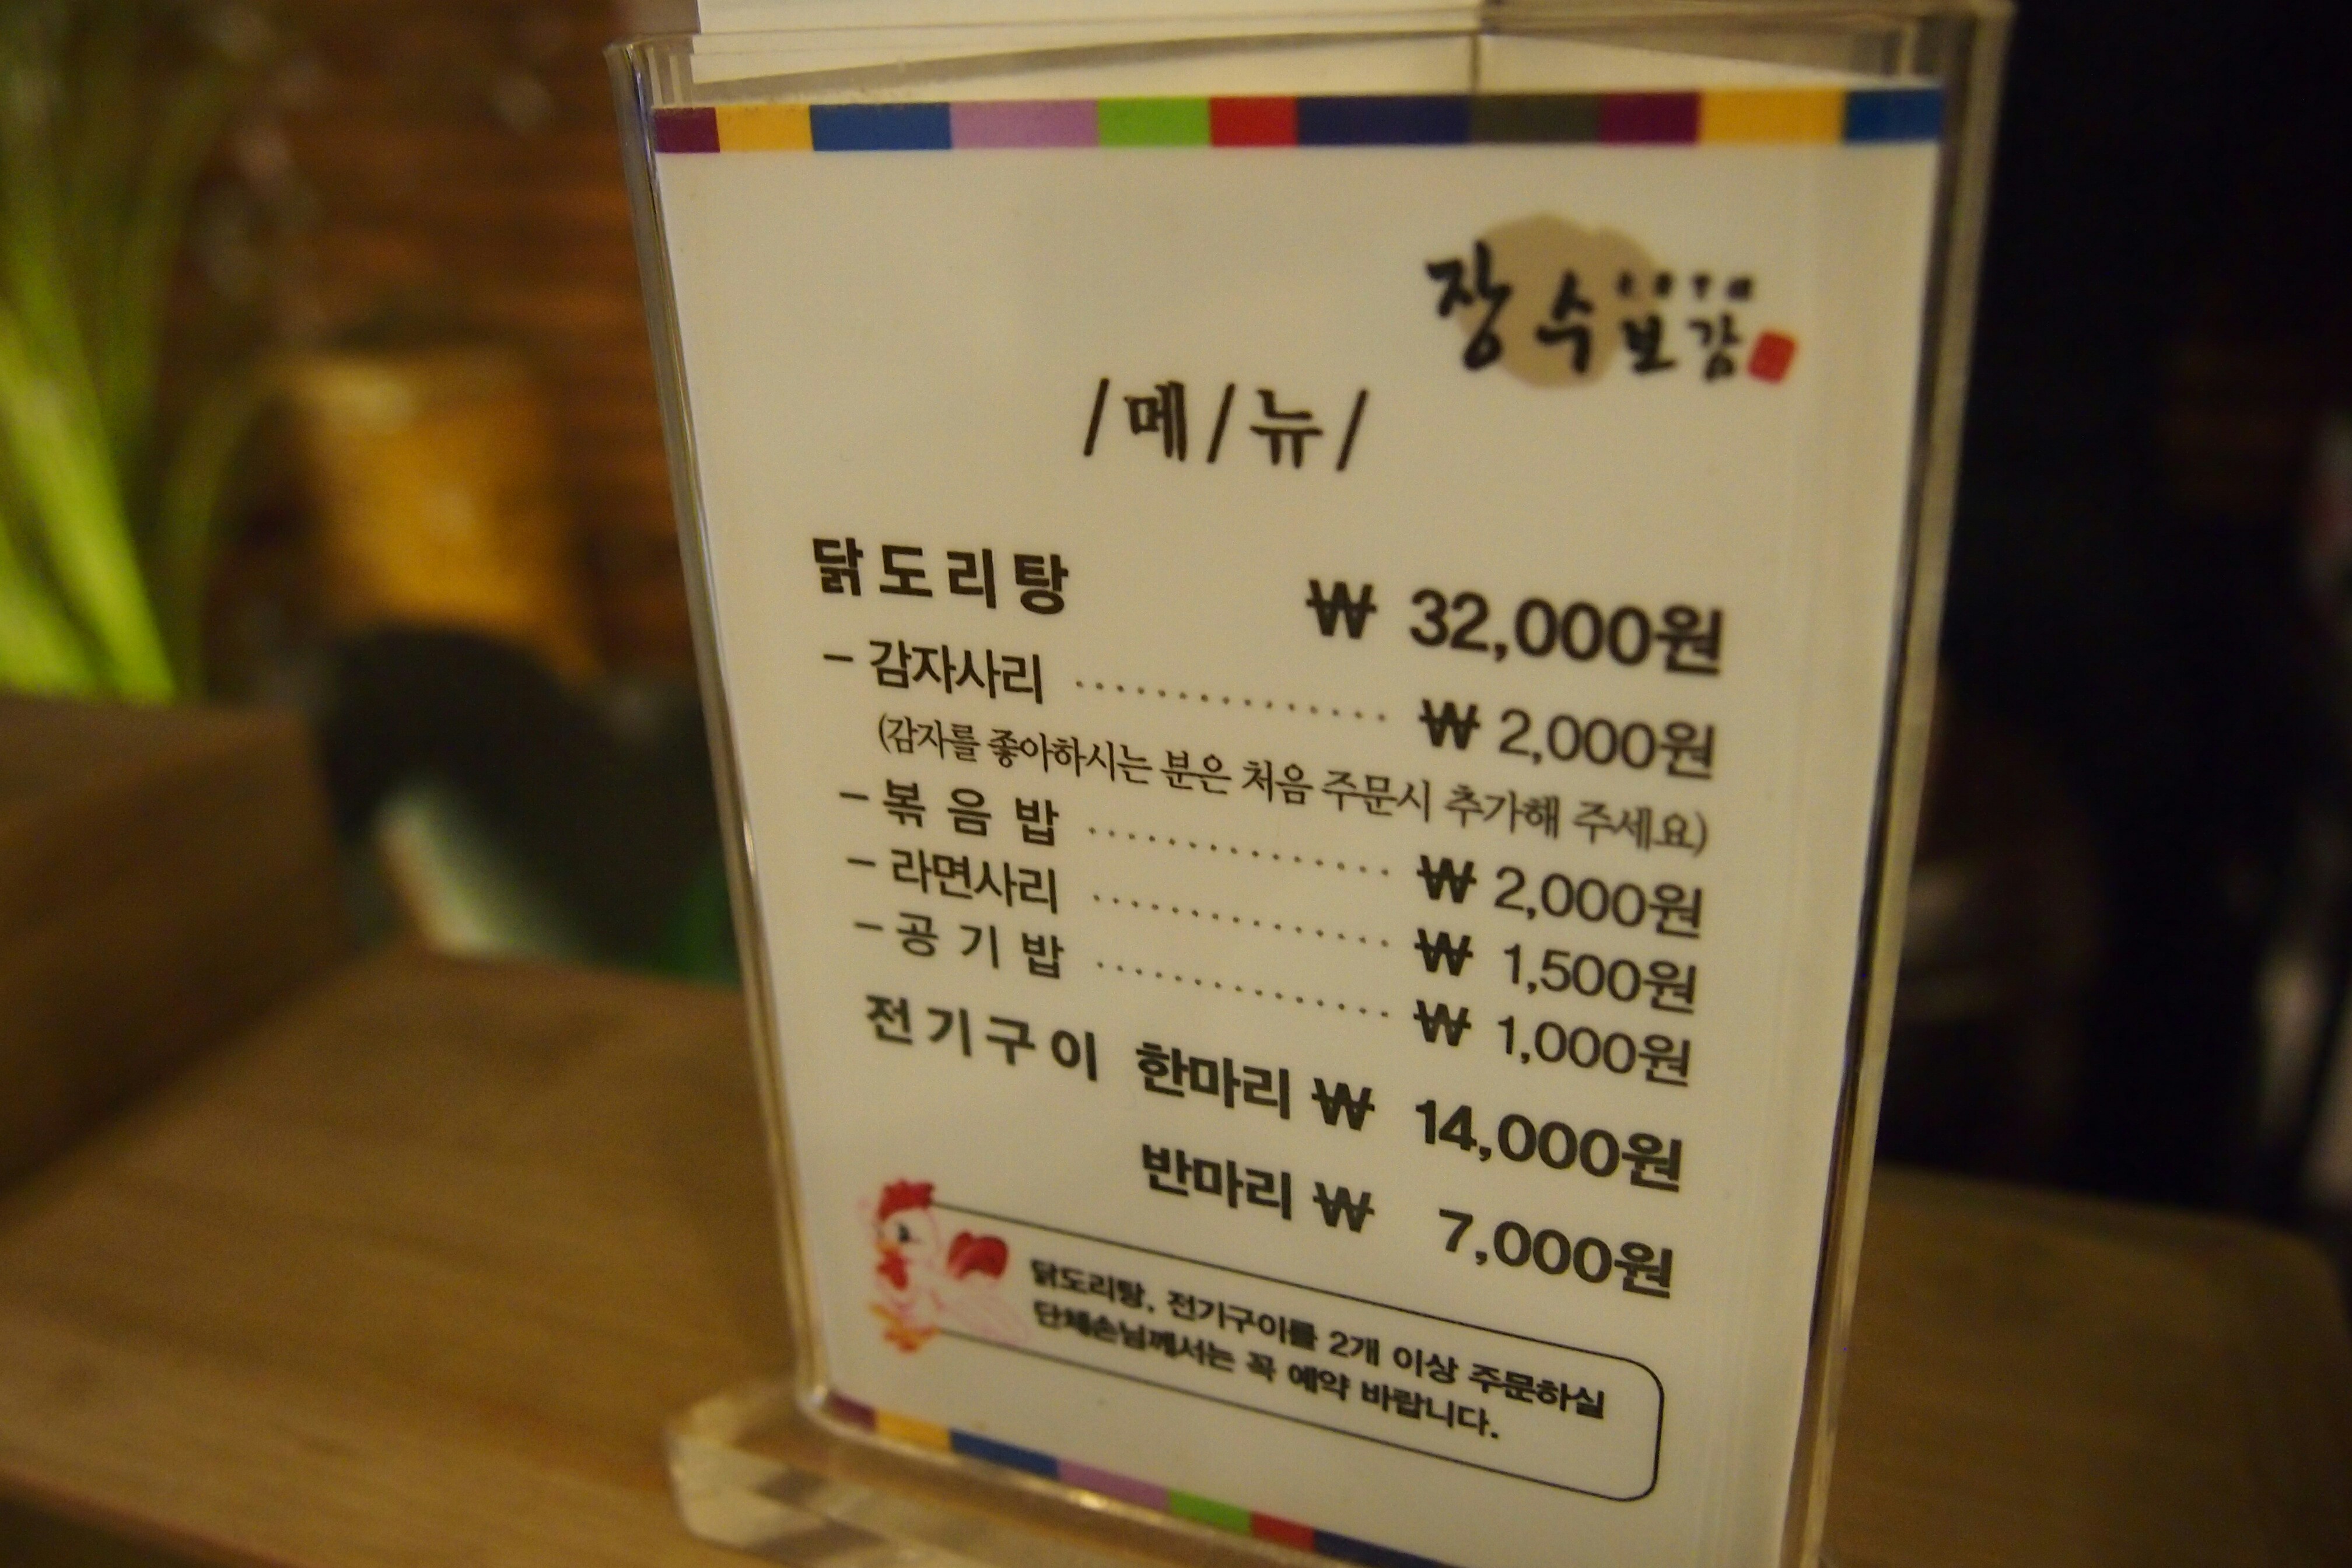 장수보감
/메/뉴/
닭도리탕 ₩ 32,000원
- 감자사리 ₩ 2,000원
(감자를 좋아하시는 분은 처음 주문시 추가해 주세요)
- 볶음밥 ₩ 2,000원
- 라면사리 ₩ 1,500원
- 공기밥 ₩ 1,000원
전기구이 한마리 ₩ 14,000원
반마리 ₩ 7,000원
닭도리탕, 전기구이를 2개 이상 주문하실
단체손님께서는 꼭 예약 바랍니다.